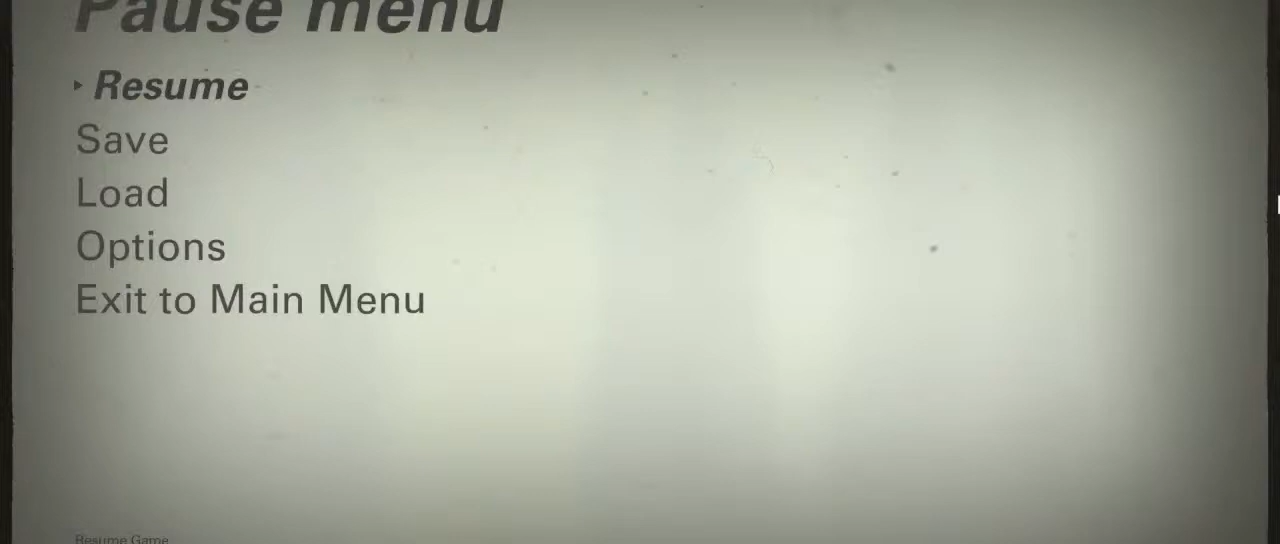 Pause menu
Resume
Save
Load
Options
Exit to Main Menu
Resume Game